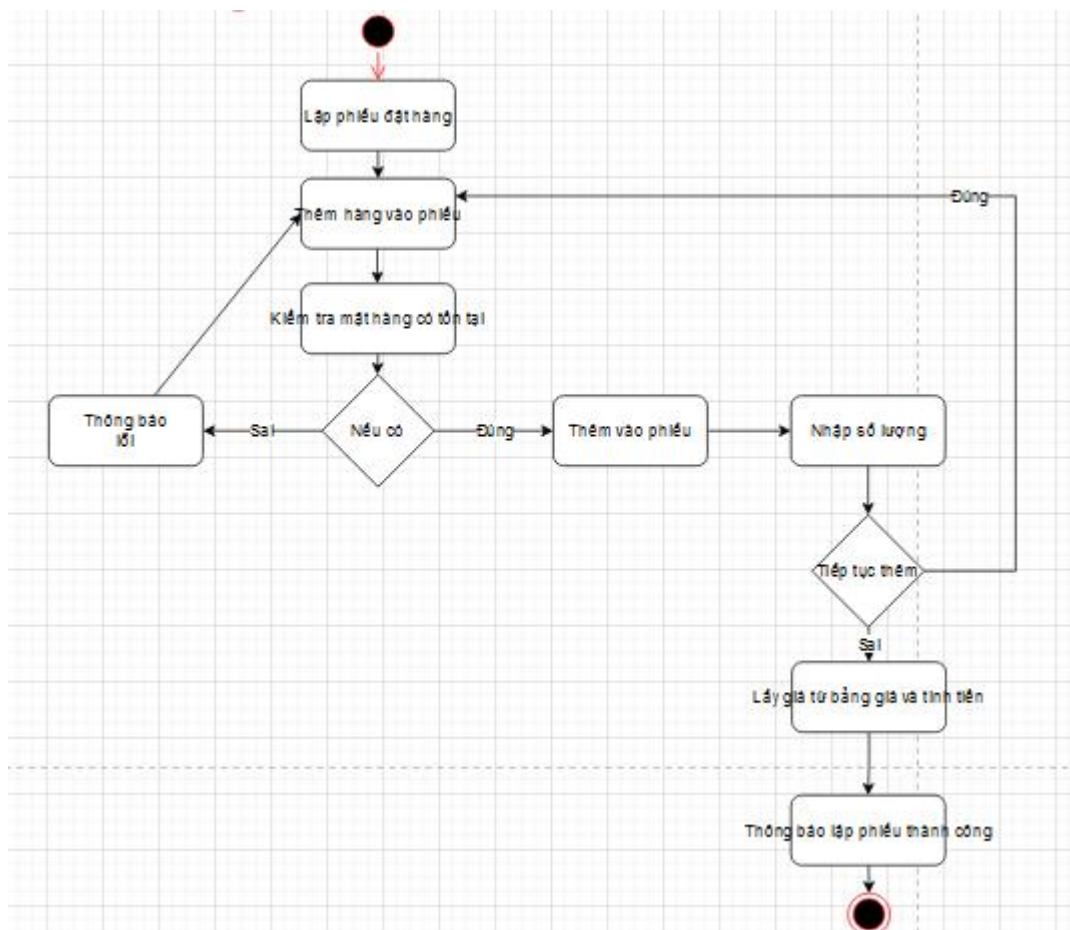 Lập phiếu đặt hàng
Thêm hàng vào phiếu
Đúng
Kiểm tra mặt hàng có tồn tại
Thông báo
lỗi
Sai
Nếu có
Đúng
Thêm vào phiếu
Nhập số lượng
Tiếp tục thêm
Sai
Lấy giá từ bảng giá và tính tiền
Thông báo lập phiếu thành công